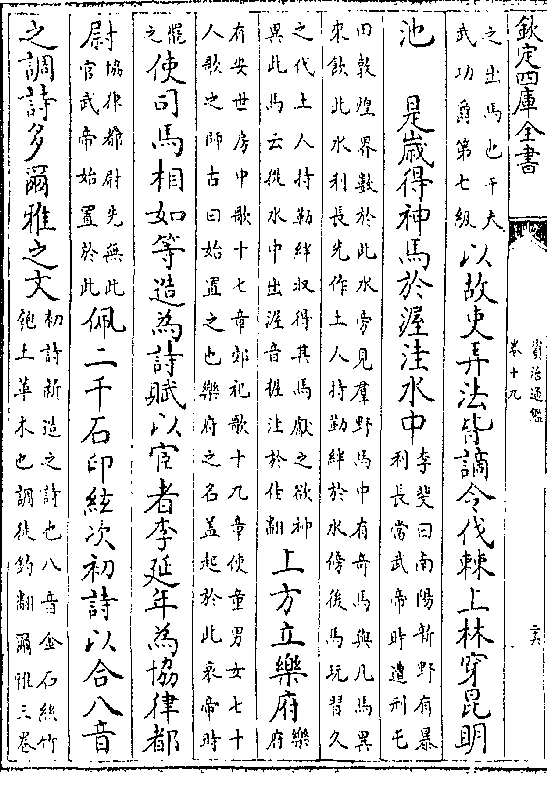 欽定四庫全書
資治通鑑
卷十九
之出馬也千夫
武功爵第七級
以故吏弄法皆謫令伐棘上林穿昆明
池　是歲得神馬於渥洼水中
李斐曰南陽新野有暴
利長當武帝時遭刑屯
田敦煌界數於此水旁見羣野馬中有奇馬與凡馬異
來飲此水利長先作土人持勒絆於水傍後馬玩習久
之代土人持勒絆收得其馬獻之欲神
異此馬云從水中出渥音握洼於佳翻
上方立樂府
樂
府
有安世房中歌十七章郊祀歌十九章使童男女七十
人歌之師古曰始置之也樂府之名蓋起於此哀帝時
罷
之
使司馬相如等造為詩賦以宦者李延年為協律都
尉
協律都尉先無此
官武帝始置於此
佩二千石印絃次初詩以合八音
之調詩多爾雅之文
初詩新造之詩也八音金石絲竹
匏土革木也調徒釣翻爾雅三卷